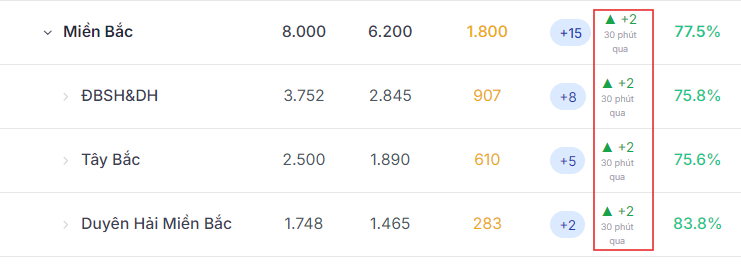 Miền Bắc 8.000 6.200 1.800 +15 ▲ +2 77.5%
30 phút
qua
ĐBSH&DH 3.752 2.845 907 +8 ▲ +2 75.8%
30 phút
qua
Tây Bắc 2.500 1.890 610 +5 ▲ +2 75.6%
30 phút
qua
Duyên Hải Miền Bắc 1.748 1.465 283 +2 ▲ +2 83.8%
30 phút
qua